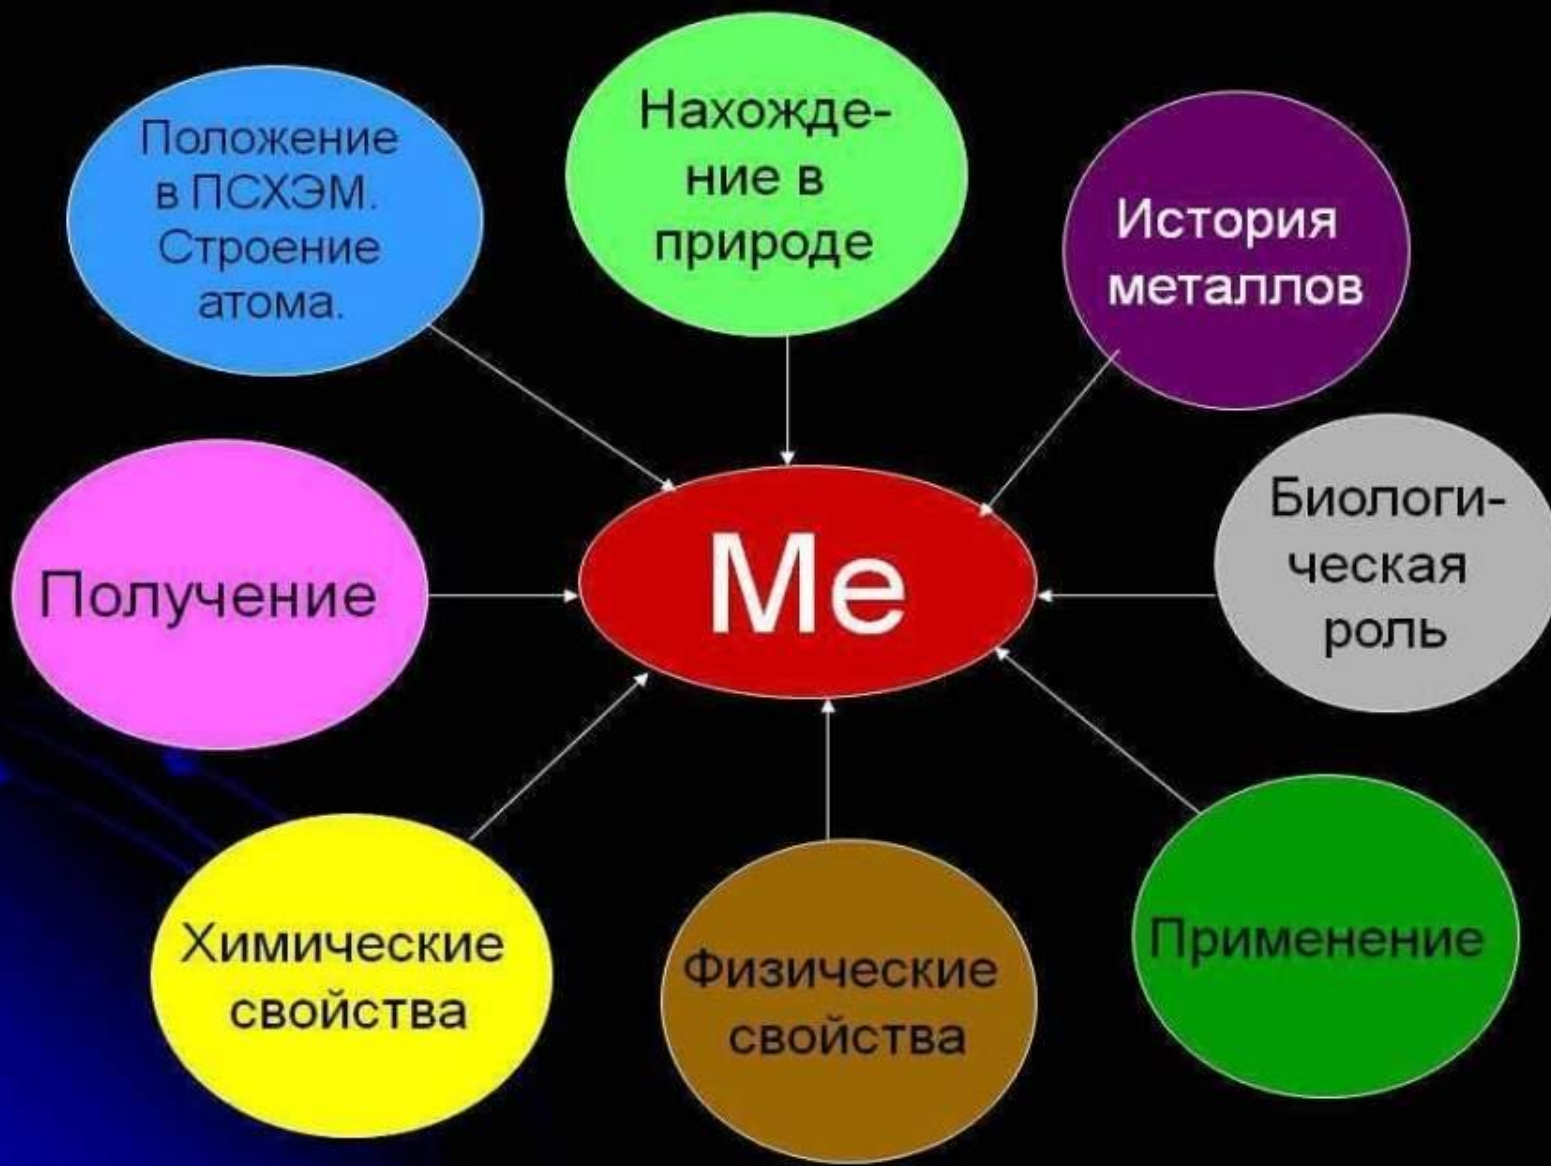 Положение
в ПСХЭМ.
Строение
атома.
Нахожде-
ние в
природе
История
металлов
Получение
Ме
Биологи-
ческая
роль
Химические
свойства
Физические
свойства
Применение